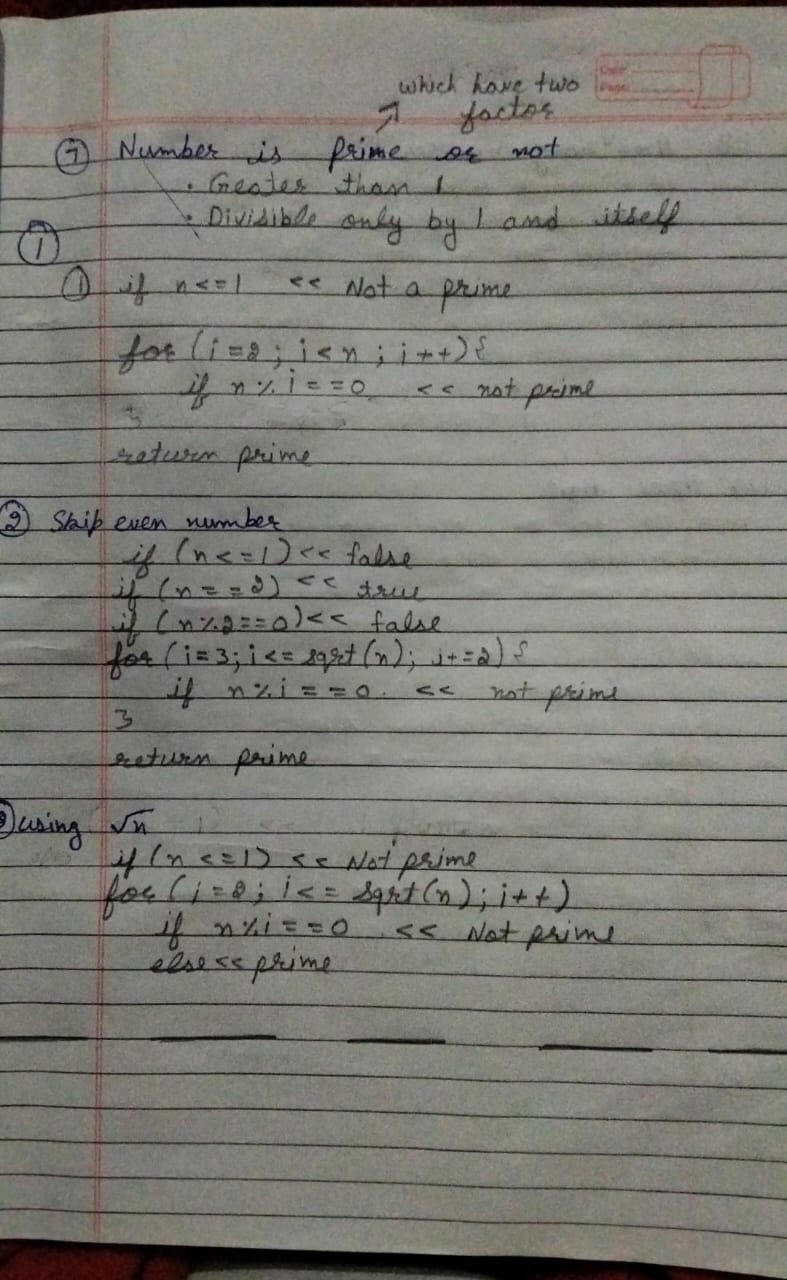 Date
Page
which have two
factor
⑦ Number is prime or not
• Geater than 1
• Divisible only by 1 and itself
①
① if n<=1 << Not a prime
for (i=2; i<n; i++){
if n%i==0 << not prime
}
return prime
② Skip even number
if (n<=1)<< false
if (n==2) << true
if (n%2==0)<< false
for (i=3; i<=sqrt(n); i+=2){
if n%i==0. << not prime
}
return prime
using √n
if (n<=1) << Not prime
for (i=2; i<=sqrt(n); i++)
if n%i==0 << Not prime
else << prime